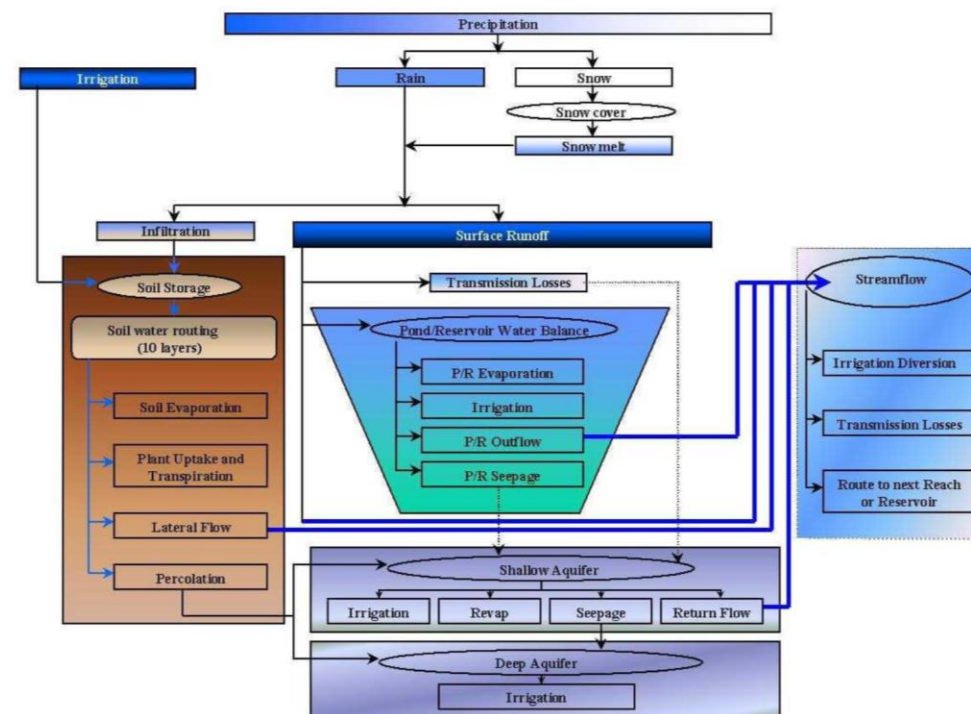 Precipitation
Irrigation
Rain
Snow
Snow cover
Snow melt
Infiltration
Surface Runoff
Soil Storage
Transmission Losses
Streamflow
Soil water routing
(10 layers)
Pond/Reservoir Water Balance
P/R Evaporation
Irrigation Diversion
Soil Evaporation
Irrigation
Transmission Losses
P/R Outflow
Plant Uptake and
Transpiration
P/R Seepage
Route to next Reach
or Reservoir
Lateral Flow
Percolation
Shallow Aquifer
Irrigation
Revap
Seepage
Return Flow
Deep Aquifer
Irrigation